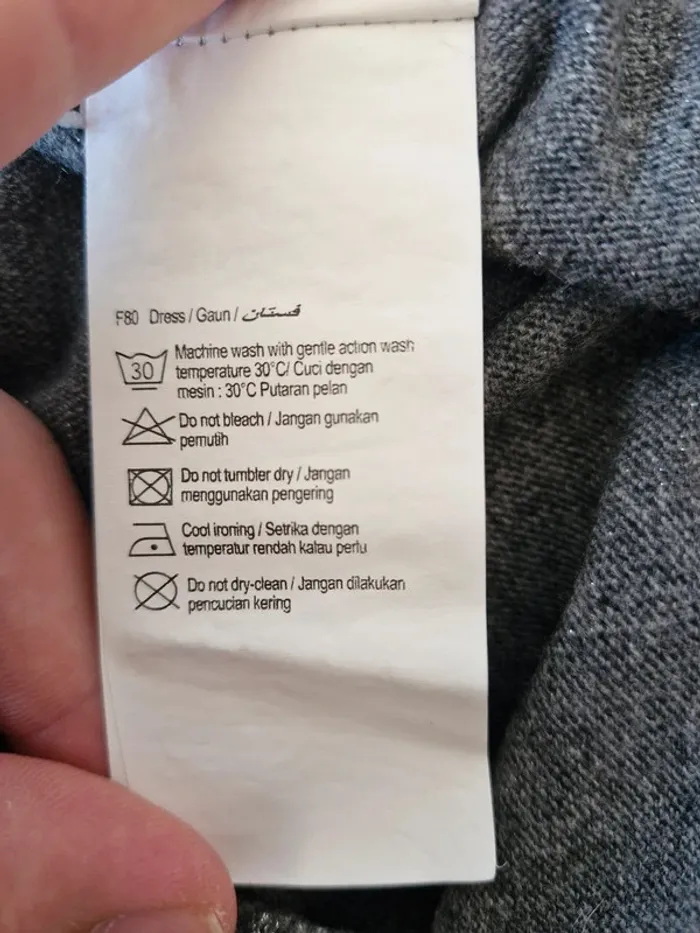 F80 Dress / Gaun / فستان
30
Machine wash with gentle action wash
temperature 30°C/ Cuci dengan
mesin : 30°C Putaran pelan
Do not bleach / Jangan gunakan
pemutih
Do not tumbler dry / Jangan
menggunakan pengering
Cool ironing / Setrika dengan
temperatur rendah kalau perlu
Do not dry-clean / Jangan dilakukan
pencucian kering